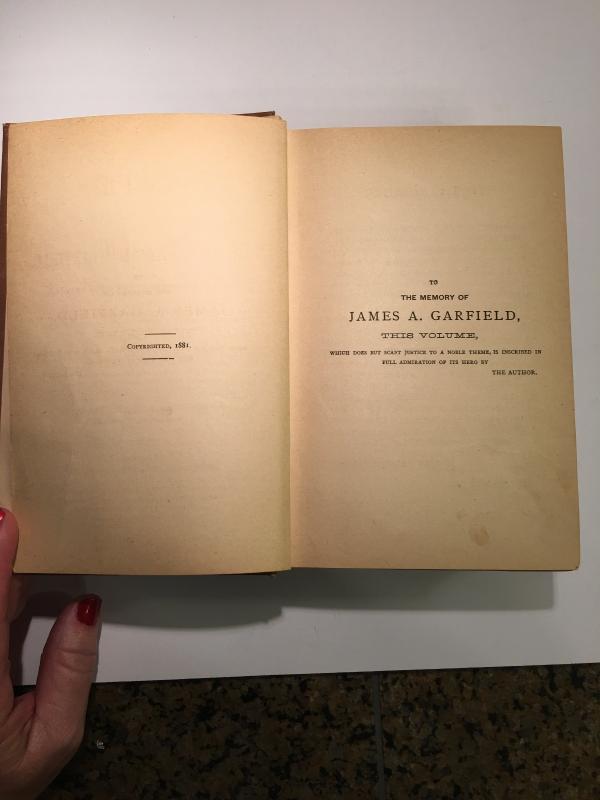 COPYRIGHTED, 1881.
TO
THE MEMORY OF
JAMES A. GARFIELD,
THIS VOLUME,
WHICH DOES BUT SCANT JUSTICE TO A NOBLE THEME, IS INSCRIBED IN
FULL ADMIRATION OF ITS HERO BY
THE AUTHOR.